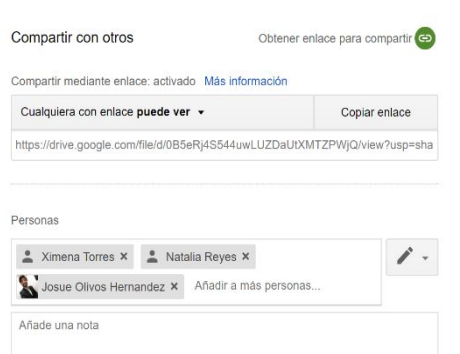 Compartir con otros
Obtener enlace para compartir
Compartir mediante enlace: activado Más información
Cualquiera con enlace puede ver
Copiar enlace
https://drive.google.com/file/d/0B5eRj4S544uwLUZDaUtXMTZPWjQ/view?usp=sha
Personas
Ximena Torres × Natalia Reyes ×
Josue Olivos Hernandez × Añadir a más personas...
Añade una nota